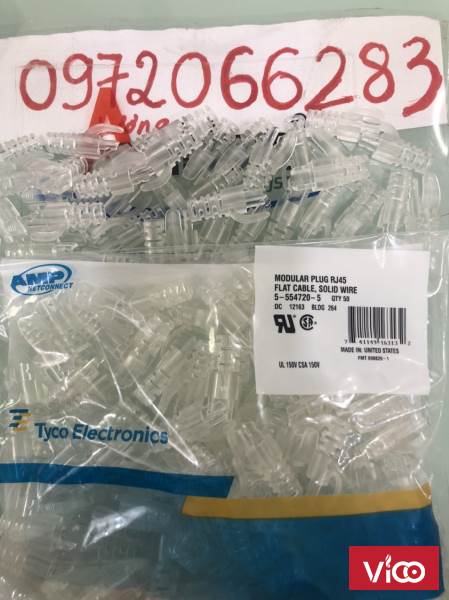 0972066283
AMP
NETCONNECT
MODULAR PLUG RJ45
FLAT CABLE, SOLID WIRE
5-554720-5 QTY 50
DC 12163 BLDG 264
MADE IN: UNITED STATES
UL 150V CSA 150V
Tyco Electronics
VICO